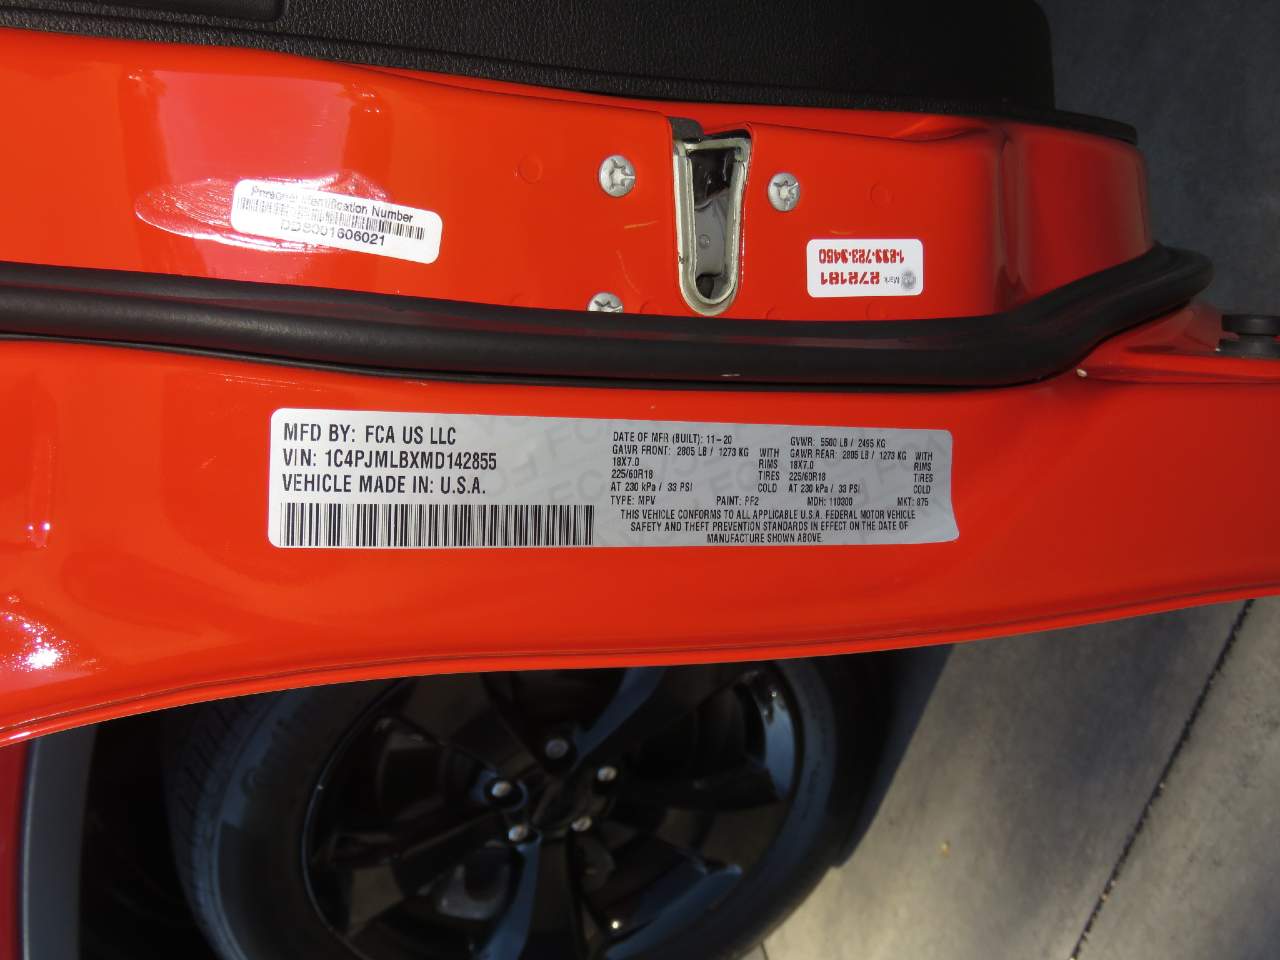 Personal Identification Number
DDS001606021
Mark
272181
1-833-723-3450
MFD BY: FCA US LLC
VIN: 1C4PJMLBXMD142855
VEHICLE MADE IN: U.S.A.
DATE OF MFR (BUILT): 11-20
GAWR FRONT: 2805 LB / 1273 KG WITH
18X7.0 RIMS
225/60R18 TIRES
AT 230 kPa / 33 PSI COLD
GVWR: 5500 LB / 2495 KG
GAWR REAR: 2805 LB / 1273 KG WITH
18X7.0 RIMS
225/60R18 TIRES
AT 230 kPa / 33 PSI COLD
TYPE: MPV PAINT: PF2 MDH: 110300 MKT: 875
THIS VEHICLE CONFORMS TO ALL APPLICABLE U.S.A. FEDERAL MOTOR VEHICLE
SAFETY AND THEFT PREVENTION STANDARDS IN EFFECT ON THE DATE OF
MANUFACTURE SHOWN ABOVE.